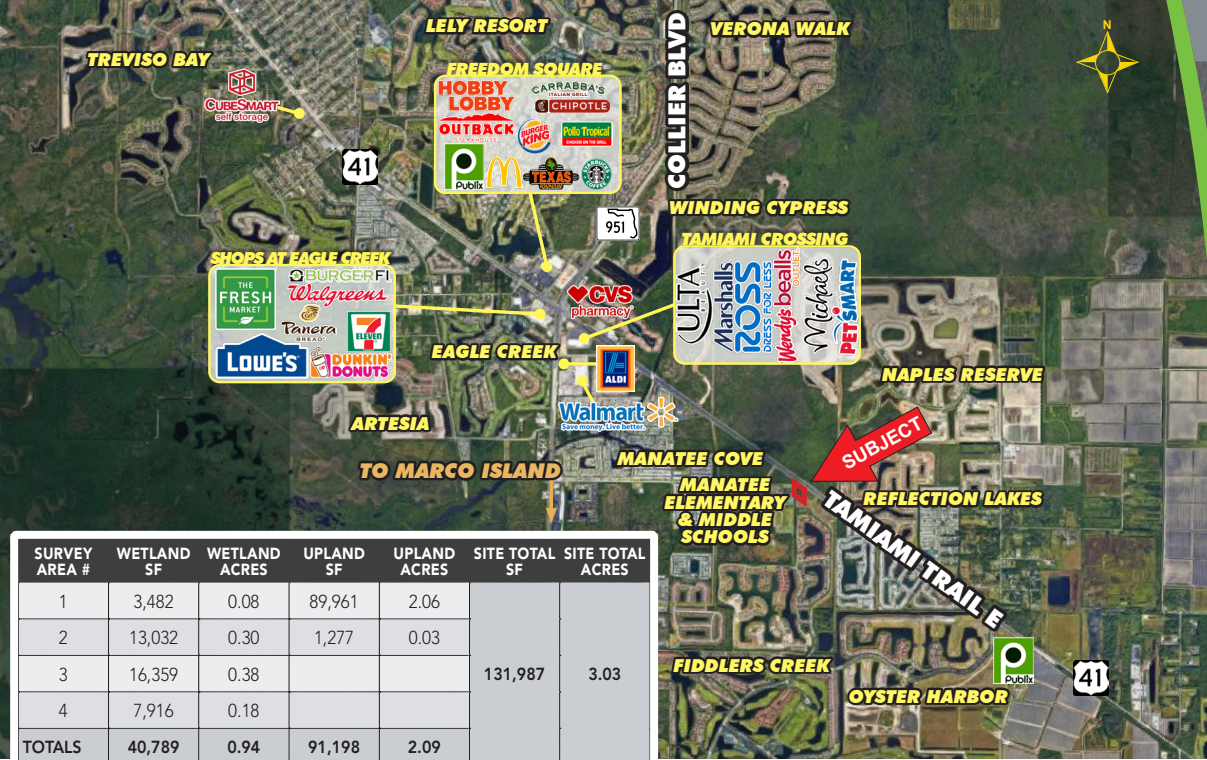 LELY RESORT
COLLIER BLVD
VERONA WALK
N
TREVISO BAY
CUBESMART
self storage
FREEDOM SQUARE
HOBBY
LOBBY
CARRABBA'S
ITALIAN GRILL
CHIPOTLE
OUTBACK
STEAKHOUSE
BURGER
KING
Pollo Tropical
CHICKEN ON THE GRILL
Publix
TEXAS
ROADHOUSE
STARBUCKS
COFFEE
41
951
WINDING CYPRESS
TAMIAMI CROSSING
ULTA
BEAUTY
Marshalls
ROSS
DRESS FOR LESS
Wendy's
bealls
OUTLET
Michaels
PETSMART
SHOPS AT EAGLE CREEK
THE
FRESH
MARKET
BURGERFI
Walgreens
Panera
BREAD
7
ELEVEN
LOWE'S
DUNKIN'
DONUTS
CVS
pharmacy
EAGLE CREEK
ALDI
NAPLES RESERVE
Walmart
Save money. Live better.
ARTESIA
SUBJECT
TO MARCO ISLAND
MANATEE COVE
MANATEE
ELEMENTARY
& MIDDLE
SCHOOLS
REFLECTION LAKES
TAMIAMI TRAIL E
FIDDLERS CREEK
Publix
41
OYSTER HARBOR
SURVEY AREA # WETLAND SF WETLAND ACRES UPLAND SF UPLAND ACRES SITE TOTAL SF SITE TOTAL ACRES
1 3,482 0.08 89,961 2.06
2 13,032 0.30 1,277 0.03
3 16,359 0.38 131,987 3.03
4 7,916 0.18
TOTALS 40,789 0.94 91,198 2.09